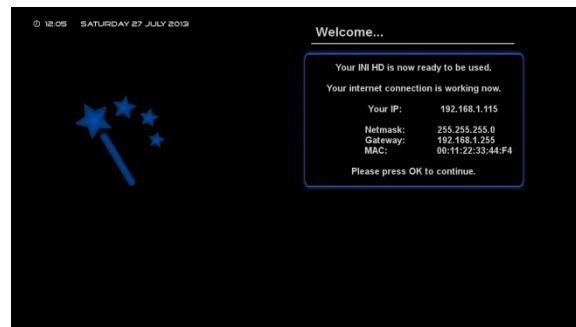 12:05 SATURDAY 27 JULY 2013
Welcome...
Your INI HD is now ready to be used.
Your internet connection is working now.
Your IP: 192.168.1.115
Netmask: 255.255.255.0
Gateway: 192.168.1.255
MAC: 00:11:22:33:44:F4
Please press OK to continue.